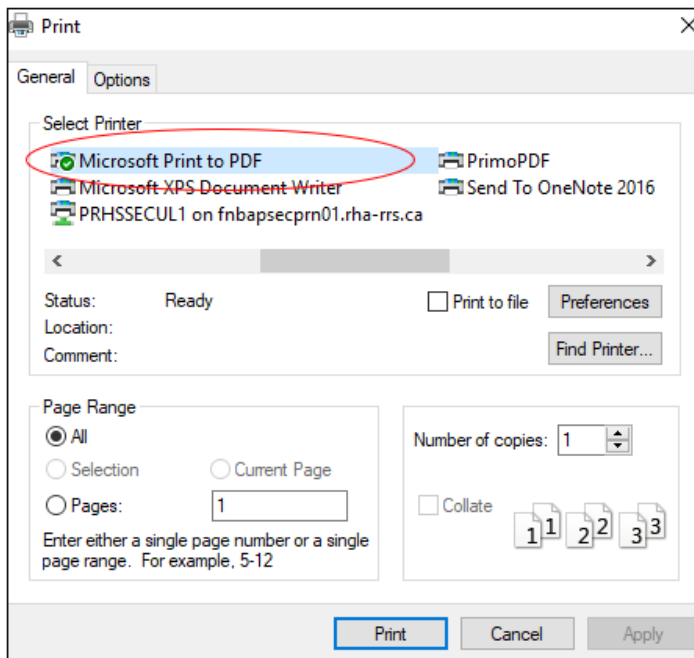 Print
General Options
Select Printer
Microsoft Print to PDF PrimoPDF
Microsoft XPS Document Writer Send To OneNote 2016
PRHSSECUL1 on fnbapsecprn01.rha-rrs.ca
Status: Ready Print to file Preferences
Location:
Comment: Find Printer...
Page Range
All
Selection Current Page
Pages: 1
Enter either a single page number or a single
page range. For example, 5-12
Number of copies: 1
Collate
1 1 2 2 3 3
Print Cancel Apply